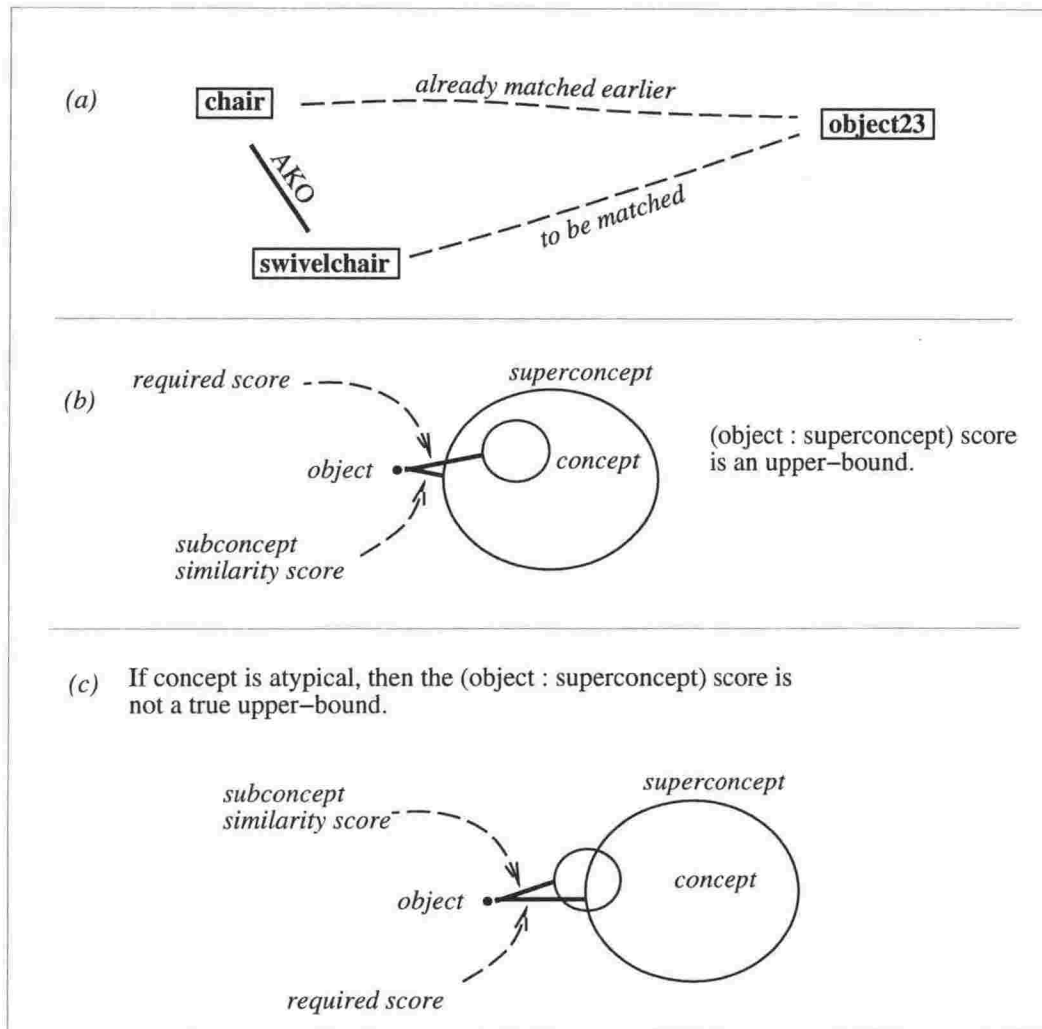 (a)
chair
already matched earlier
object23
AKO
to be matched
swivelchair
required score
superconcept
(b)
(object : superconcept) score
is an upper−bound.
object
concept
subconcept
similarity score
(c) If concept is atypical, then the (object : superconcept) score is
not a true upper−bound.
superconcept
subconcept
similarity score
concept
object
required score